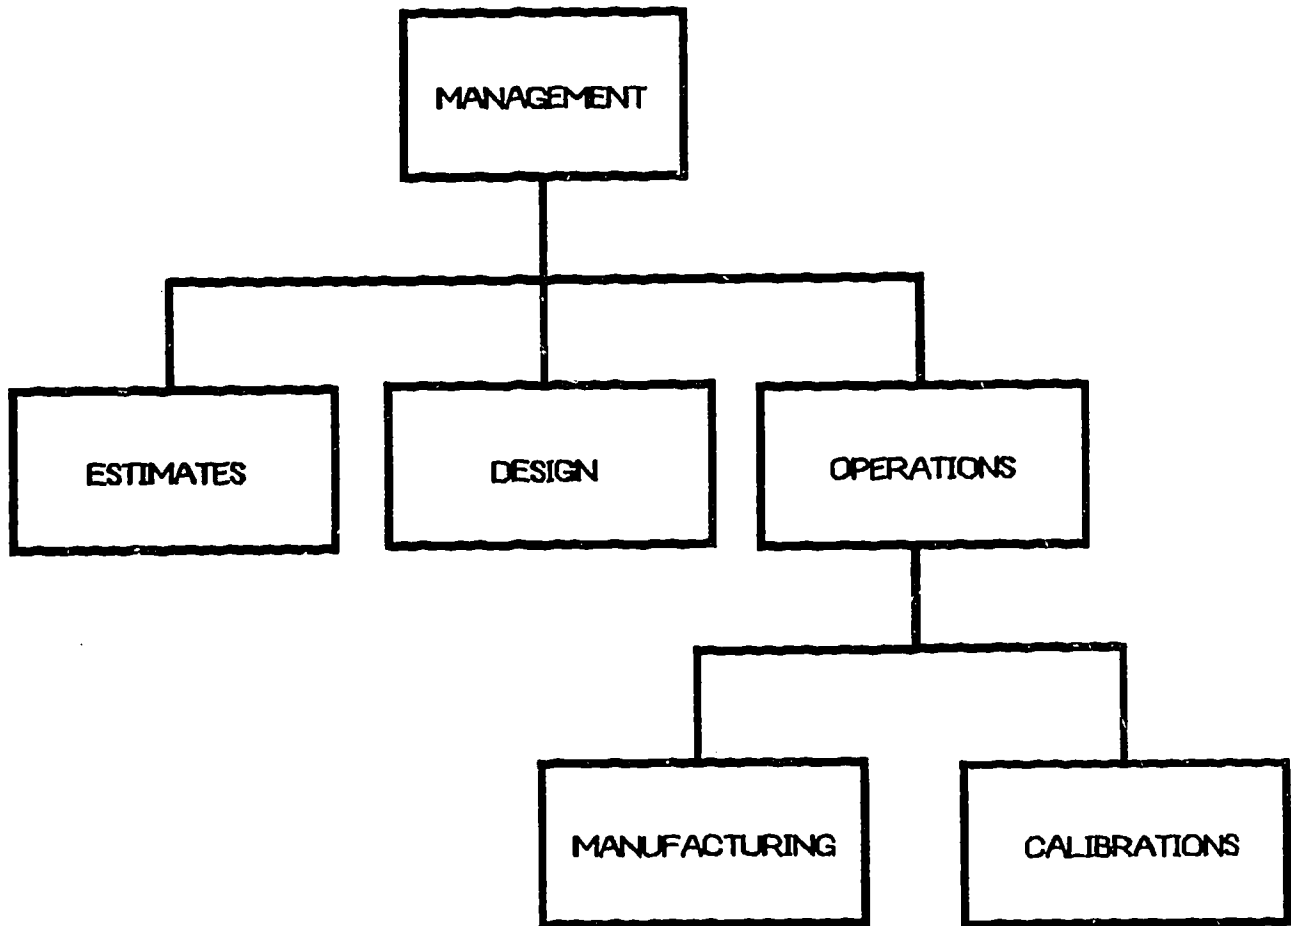 MANAGEMENT
ESTIMATES
DESIGN
OPERATIONS
MANUFACTURING
CALIBRATIONS